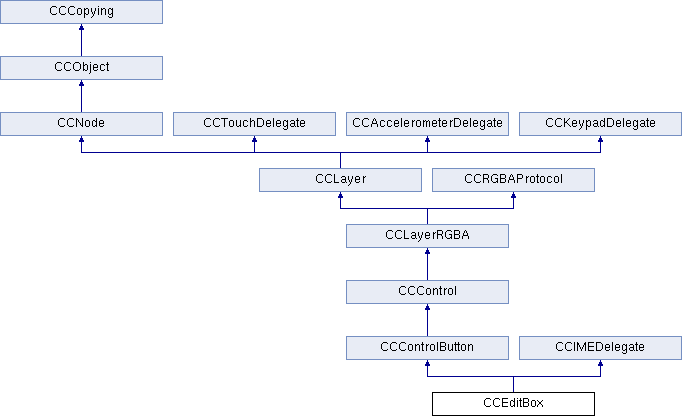 CCCopying
CCObject
CCNode CCTouchDelegate CCAccelerometerDelegate CCKeypadDelegate
CCLayer CCRGBAProtocol
CCLayerRGBA
CCControl
CCControlButton CCIMEDelegate
CCEditBox